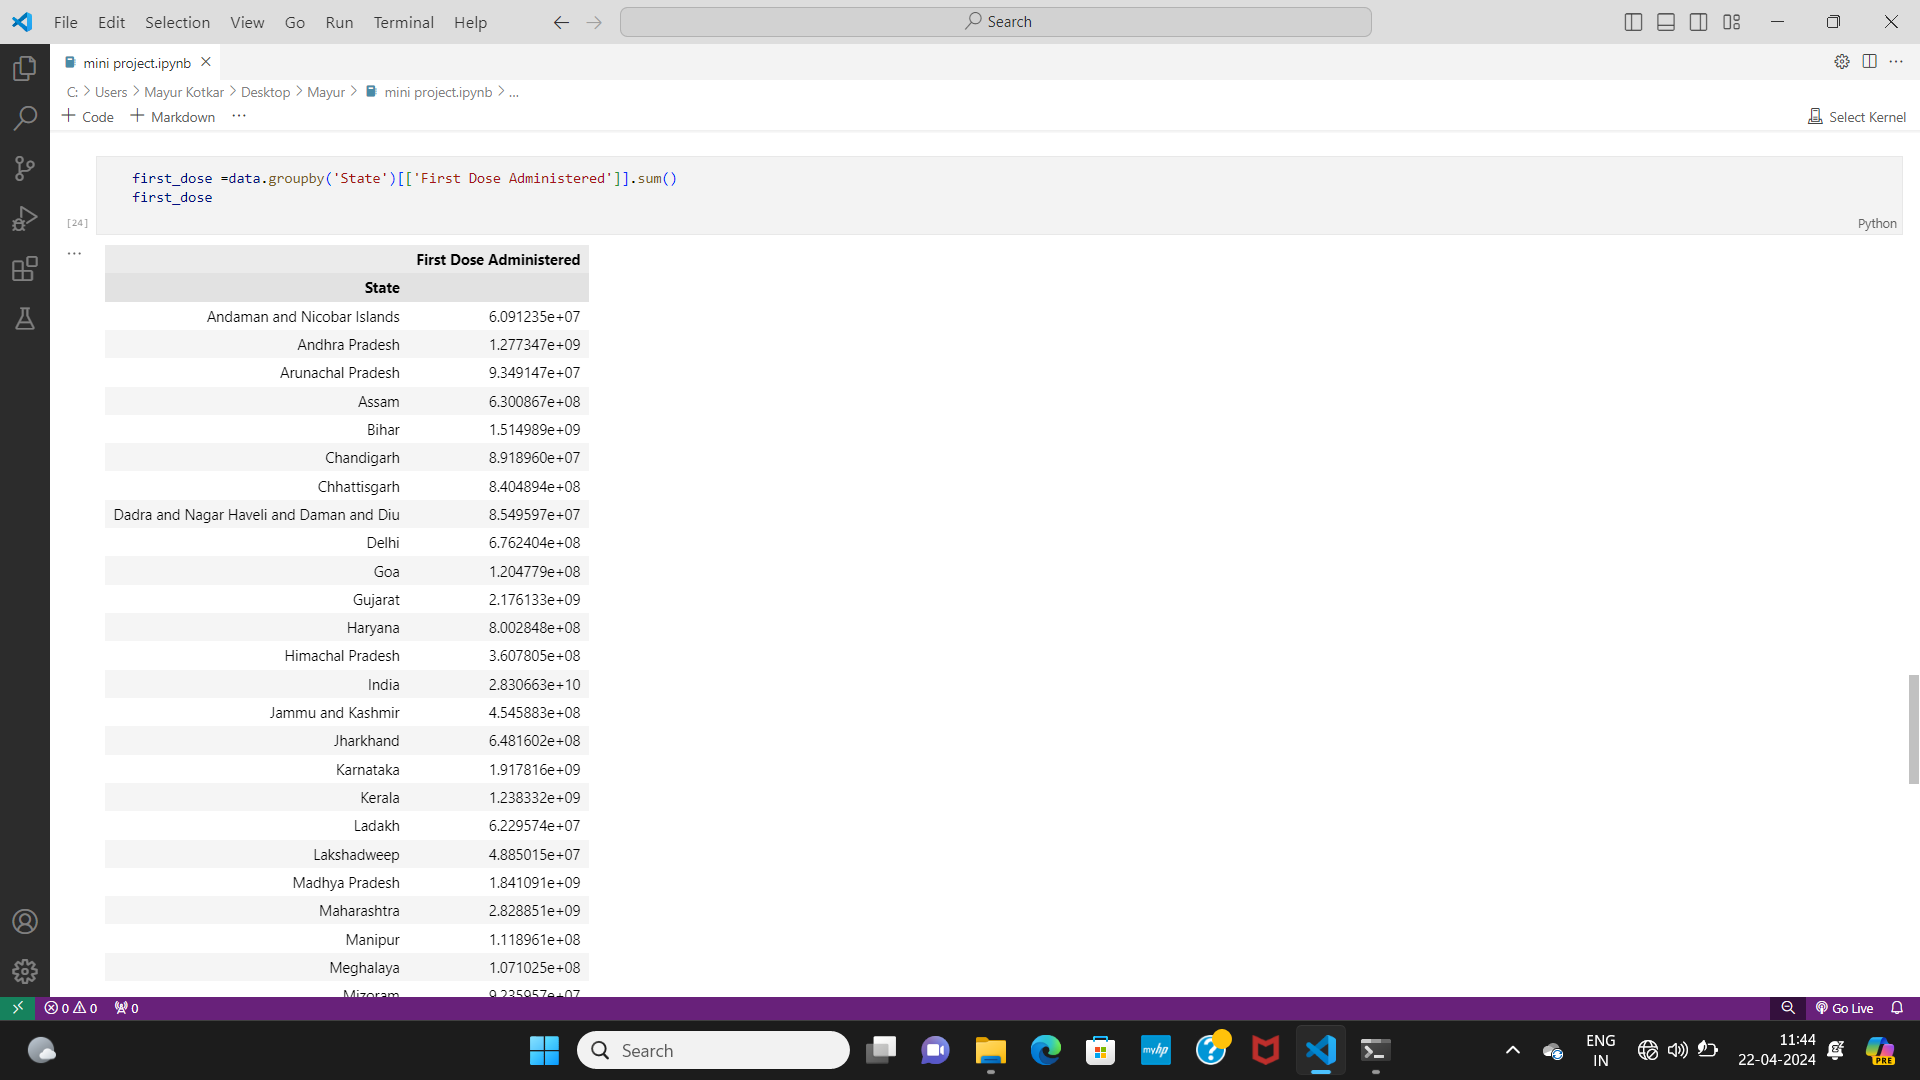 File Edit Selection View Go Run Terminal Help Search
mini project.ipynb
C: > Users > Mayur Kotkar > Desktop > Mayur > mini project.ipynb > ...
+ Code + Markdown ... Select Kernel
first_dose =data.groupby('State')[['First Dose Administered']].sum()
first_dose
[24] Python
First Dose Administered
State
Andaman and Nicobar Islands 6.091235e+07
Andhra Pradesh 1.277347e+09
Arunachal Pradesh 9.349147e+07
Assam 6.300867e+08
Bihar 1.514989e+09
Chandigarh 8.918960e+07
Chhattisgarh 8.404894e+08
Dadra and Nagar Haveli and Daman and Diu 8.549597e+07
Delhi 6.762404e+08
Goa 1.204779e+08
Gujarat 2.176133e+09
Haryana 8.002848e+08
Himachal Pradesh 3.607805e+08
India 2.830663e+10
Jammu and Kashmir 4.545883e+08
Jharkhand 6.481602e+08
Karnataka 1.917816e+09
Kerala 1.238332e+09
Ladakh 6.229574e+07
Lakshadweep 4.885015e+07
Madhya Pradesh 1.841091e+09
Maharashtra 2.828851e+09
Manipur 1.118961e+08
Meghalaya 1.071025e+08
Mizoram 9.235957e+07
0 0 0 Go Live
Search myhp ENG 11:44
IN 22-04-2024 PRE